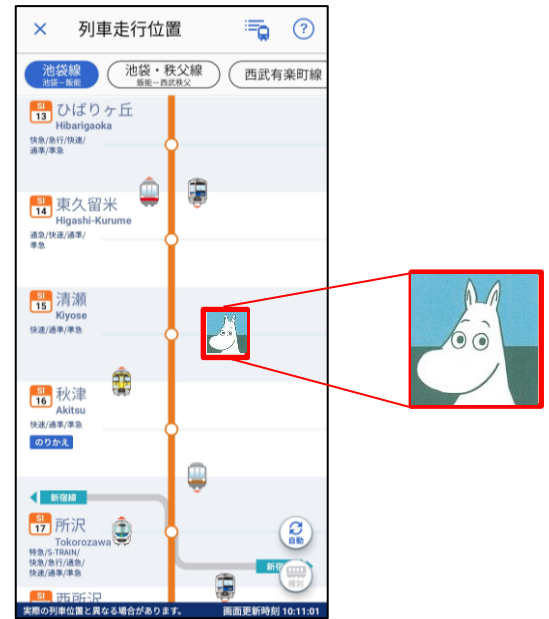 × 列車走行位置 ?
池袋線
池袋ー飯能
池袋・秩父線
飯能ー西武秩父
西武有楽町線
SI
13
ひばりヶ丘
Hibarigaoka
快急/急行/快速/
通準/準急
SI
14
東久留米
Higashi-Kurume
通急/快速/通準/
準急
SI
15
清瀬
Kiyose
快速/通準/準急
SI
16
秋津
Akitsu
快速/通準/準急
のりかえ
新宿線
SI
17
所沢
Tokorozawa
特急/S-TRAIN/
快急/急行/通急/
快速/通準/準急
自動
新宿
種別
SI
西所沢
実際の列車位置と異なる場合があります。 画面更新時刻 10:11:01